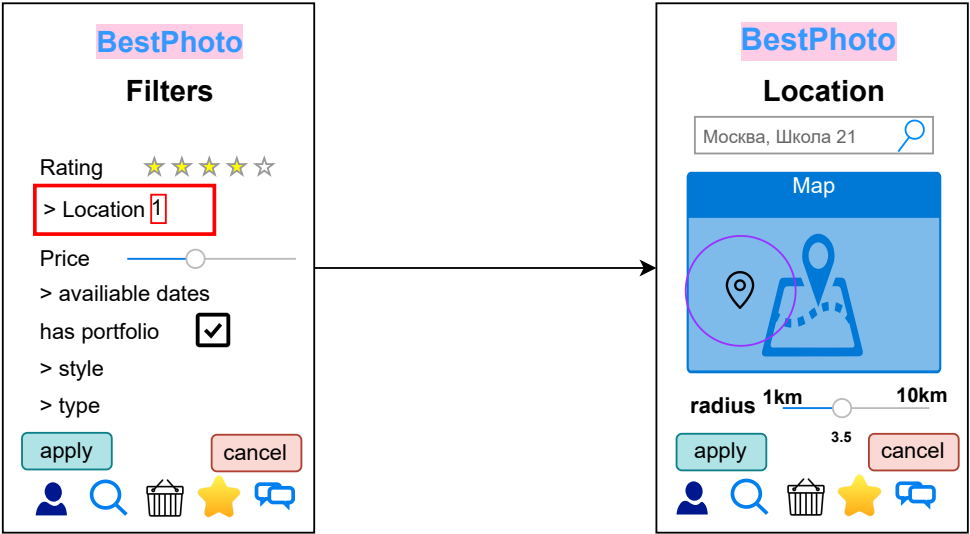 BestPhoto
Filters
Rating
> Location 1
Price
> availiable dates
has portfolio
> style
> type
apply
cancel
BestPhoto
Location
Москва, Школа 21
Map
radius 1km 10km
3.5
apply
cancel